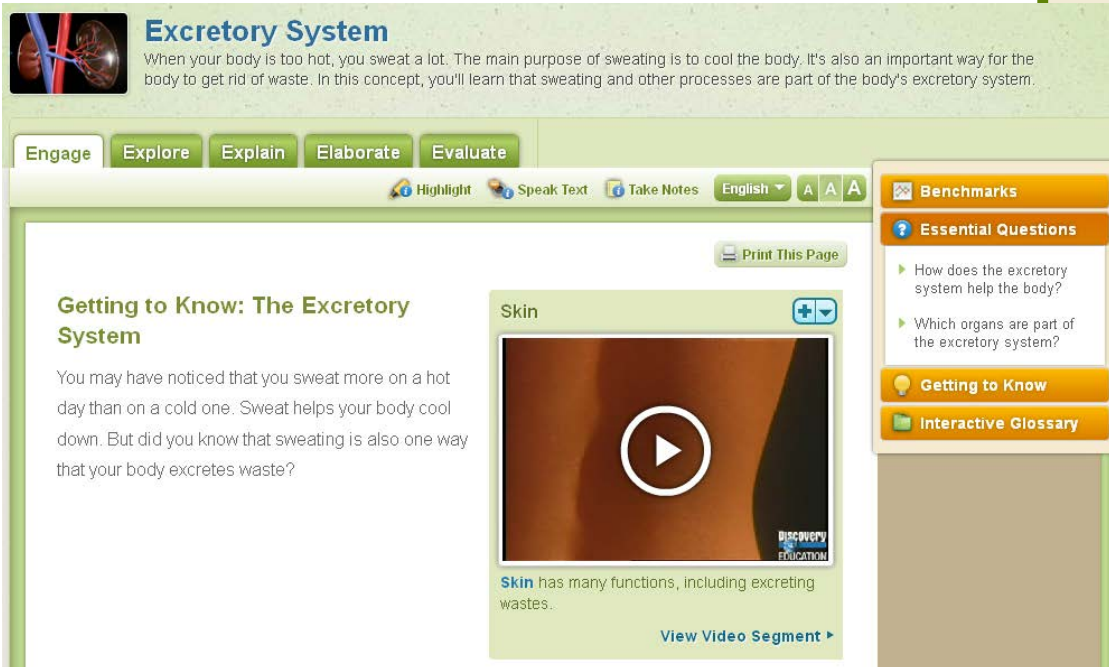 Excretory System
When your body is too hot, you sweat a lot. The main purpose of sweating is to cool the body. It's also an important way for the
body to get rid of waste. In this concept, you'll learn that sweating and other processes are part of the body's excretory system.
Engage
Explore
Explain
Elaborate
Evaluate
Highlight
Speak Text
Take Notes
English
A A A
Print This Page
Getting to Know: The Excretory
System
You may have noticed that you sweat more on a hot
day than on a cold one. Sweat helps your body cool
down. But did you know that sweating is also one way
that your body excretes waste?
Skin
Discovery
EDUCATION
Skin has many functions, including excreting
wastes.
View Video Segment
Benchmarks
Essential Questions
How does the excretory
system help the body?
Which organs are part of
the excretory system?
Getting to Know
Interactive Glossary